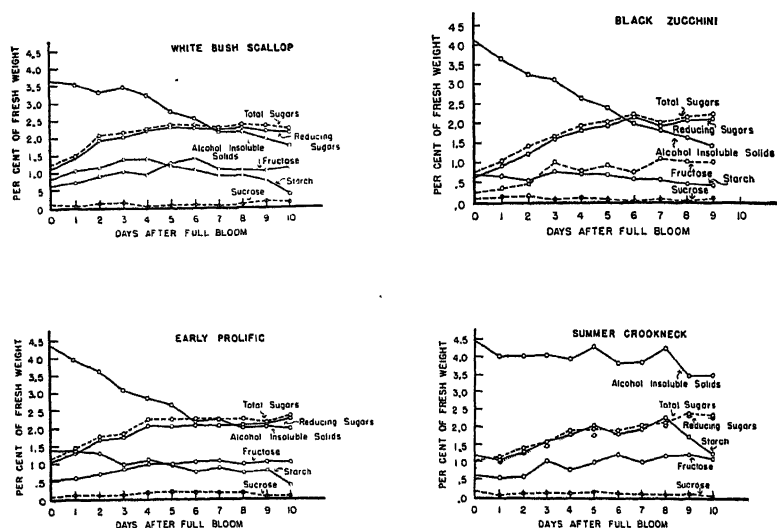 WHITE BUSH SCALLOP
PER CENT OF FRESH WEIGHT
4.5
4.0
3.5
3.0
2.5
2.0
1.5
1.0
.5
0
Total Sugars
Reducing
Sugars
Alcohol Insoluble
Solids
Fructose
Starch
Sucrose
0 1 2 3 4 5 6 7 8 9 10
DAYS AFTER FULL BLOOM
BLACK ZUCCHINI
PER CENT OF FRESH WEIGHT
4.5
4.0
3.5
3.0
2.5
2.0
1.5
1.0
.5
.0
Total Sugars
Reducing Sugars
Alcohol Insoluble Solids
Fructose
Starch
Sucrose
0 1 2 3 4 5 6 7 8 9 10
DAYS AFTER FULL BLOOM
EARLY PROLIFIC
PER CENT OF FRESH WEIGHT
4.5
4.0
3.5
3.0
2.5
2.0
1.5
1.0
.5
.0
Total Sugars
Reducing Sugars
Alcohol Insoluble Solids
Fructose
Starch
Sucrose
0 1 2 3 4 5 6 7 8 9 10
DAYS AFTER FULL BLOOM
SUMMER CROOKNECK
PER CENT OF FRESH WEIGHT
4.5
4.0
3.5
3.0
2.5
2.0
1.5
1.0
.5
.0
Alcohol Insoluble Solids
Total Sugars
Reducing Sugars
Starch
Fructose
Sucrose
0 1 2 3 4 5 6 7 8 9 10
DAYS AFTER FULL BLOOM